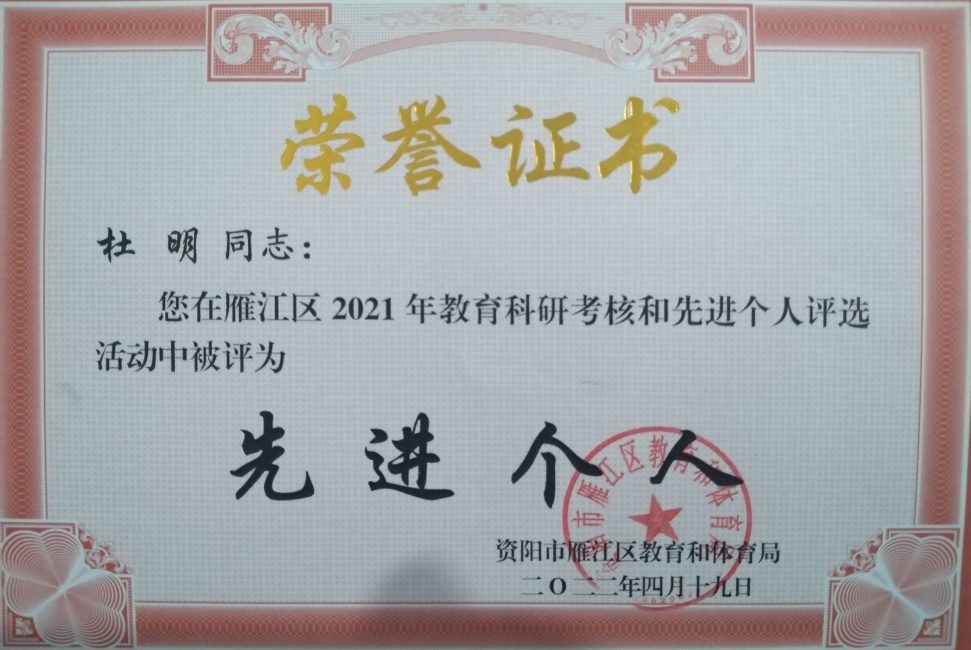 荣誉证书
杜 明 同志：
您在雁江区 2021 年教育科研考核和先进个人评选
活动中被评为
先 进 个 人
资阳市雁江区教育和体育局
二〇二二年四月十九日